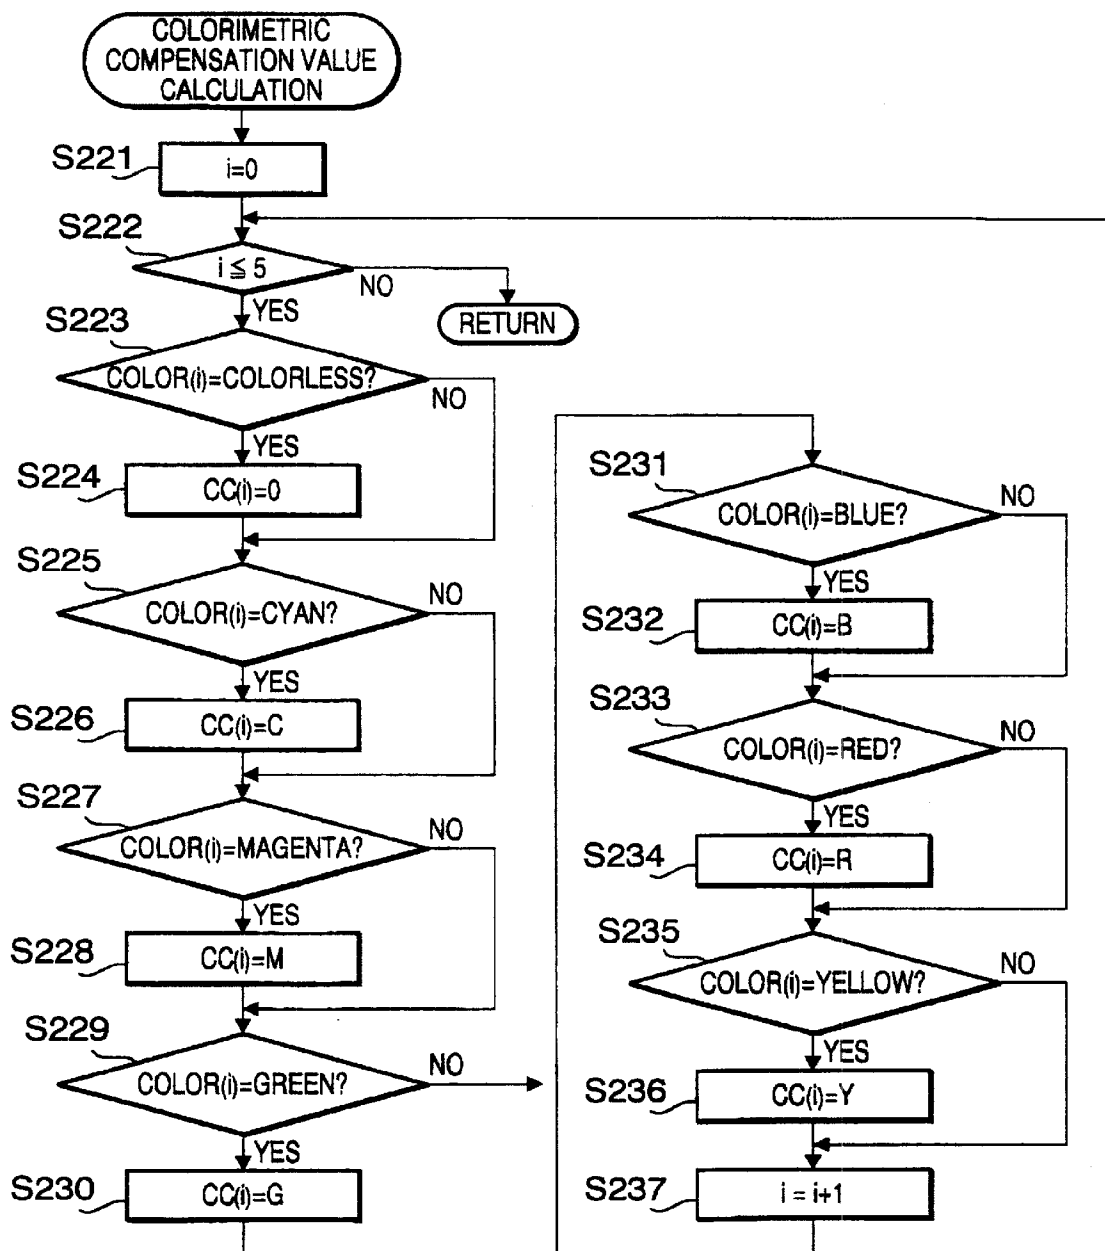 COLORIMETRIC
COMPENSATION VALUE
CALCULATION
S221
i=0
S222
i ≦ 5
NO
YES
RETURN
S223
COLOR(i)=COLORLESS?
NO
YES
S224
CC(i)=0
S225
COLOR(i)=CYAN?
NO
YES
S226
CC(i)=C
S227
COLOR(i)=MAGENTA?
NO
YES
S228
CC(i)=M
S229
COLOR(i)=GREEN?
NO
YES
S230
CC(i)=G
S231
COLOR(i)=BLUE?
NO
YES
S232
CC(i)=B
S233
COLOR(i)=RED?
NO
YES
S234
CC(i)=R
S235
COLOR(i)=YELLOW?
NO
YES
S236
CC(i)=Y
S237
i = i+1